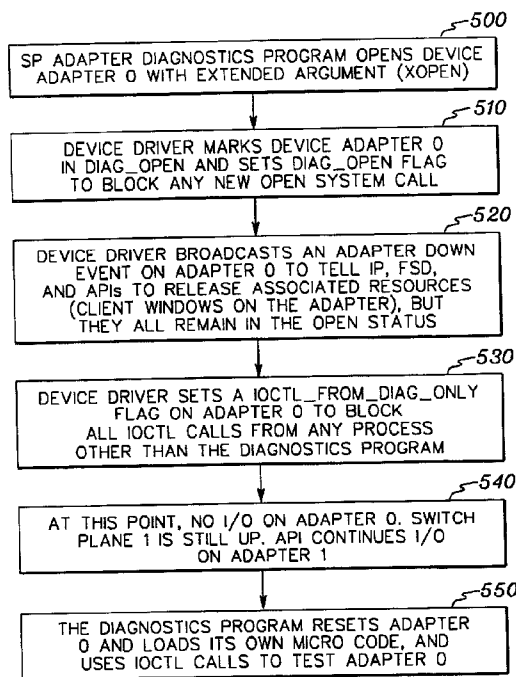 500
SP ADAPTER DIAGNOSTICS PROGRAM OPENS DEVICE
ADAPTER 0 WITH EXTENDED ARGUMENT (XOPEN)
510
DEVICE DRIVER MARKS DEVICE ADAPTER 0
IN DIAG_OPEN AND SETS DIAG_OPEN FLAG
TO BLOCK ANY NEW OPEN SYSTEM CALL
520
DEVICE DRIVER BROADCASTS AN ADAPTER DOWN
EVENT ON ADAPTER 0 TO TELL IP, FSD,
AND APIs TO RELEASE ASSOCIATED RESOURCES
(CLIENT WINDOWS ON THE ADAPTER), BUT
THEY ALL REMAIN IN THE OPEN STATUS
530
DEVICE DRIVER SETS A IOCTL_FROM_DIAG_ONLY
FLAG ON ADAPTER 0 TO BLOCK
ALL IOCTL CALLS FROM ANY PROCESS
OTHER THAN THE DIAGNOSTICS PROGRAM
540
AT THIS POINT, NO I/O ON ADAPTER 0. SWITCH
PLANE 1 IS STILL UP. API CONTINUES I/O
ON ADAPTER 1
550
THE DIAGNOSTICS PROGRAM RESETS ADAPTER
0 AND LOADS ITS OWN MICRO CODE, AND
USES IOCTL CALLS TO TEST ADAPTER 0